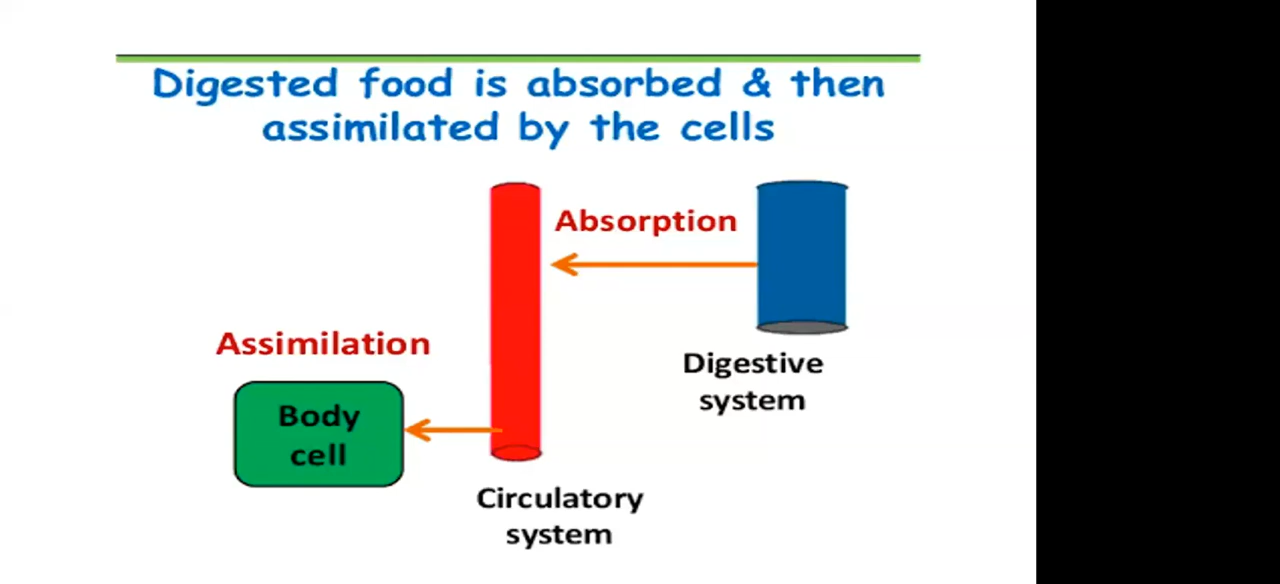 Digested food is absorbed & then
assimilated by the cells
Absorption
Assimilation
Digestive
system
Body
cell
Circulatory
system